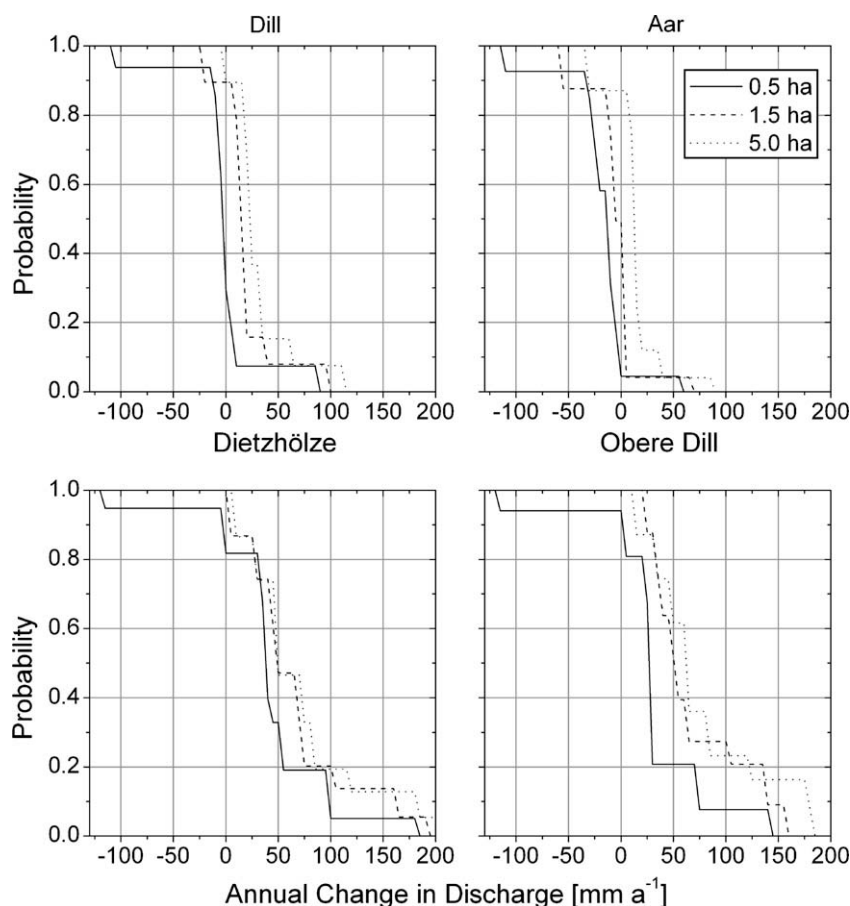 Dill
Aar
1.0
0.8
0.6
0.4
0.2
0.0
Probability
0.5 ha
1.5 ha
5.0 ha
-100 -50 0 50 100 150 200
-100 -50 0 50 100 150 200
Dietzhölze
Obere Dill
1.0
0.8
0.6
0.4
0.2
0.0
Probability
-100 -50 0 50 100 150 200
-100 -50 0 50 100 150 200
Annual Change in Discharge [mm a⁻¹]